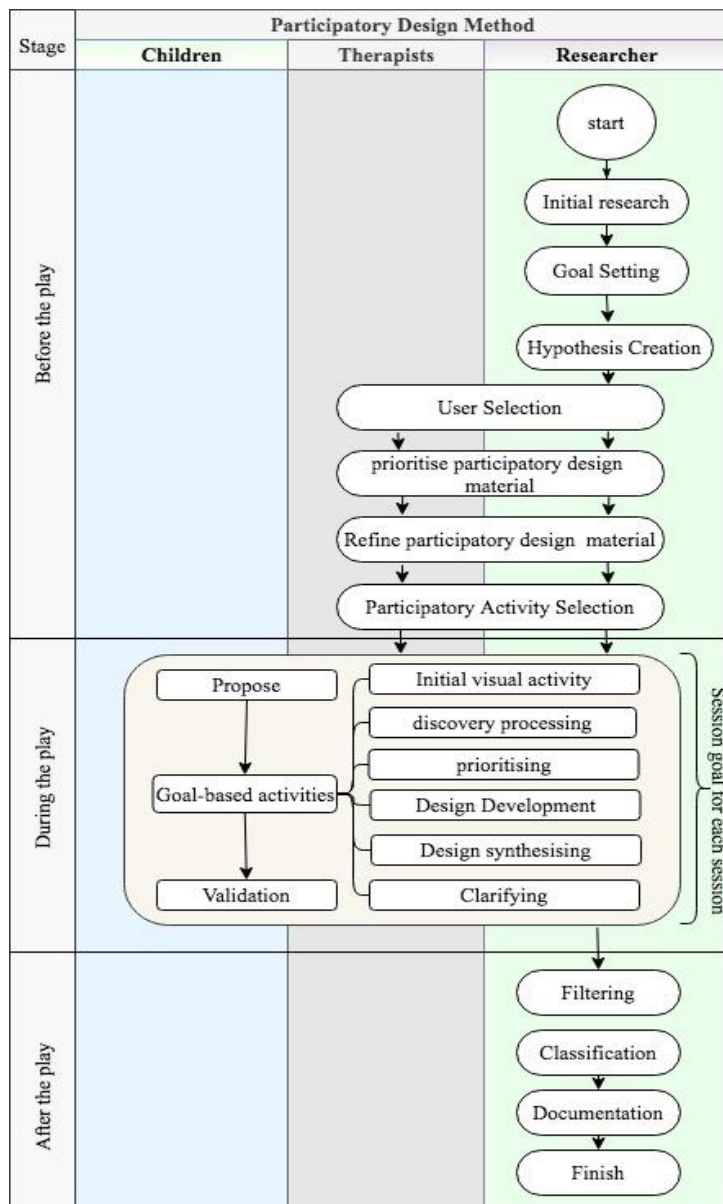 Stage
Participatory Design Method
Children
Therapists
Researcher
Before the play
start
Initial research
Goal Setting
Hypothesis Creation
User Selection
prioritise participatory design
material
Refine participatory design material
Participatory Activity Selection
During the play
Propose
Goal-based activities
Validation
Initial visual activity
discovery processing
prioritising
Design Development
Design synthesising
Clarifying
Session goal for each session
After the play
Filtering
Classification
Documentation
Finish